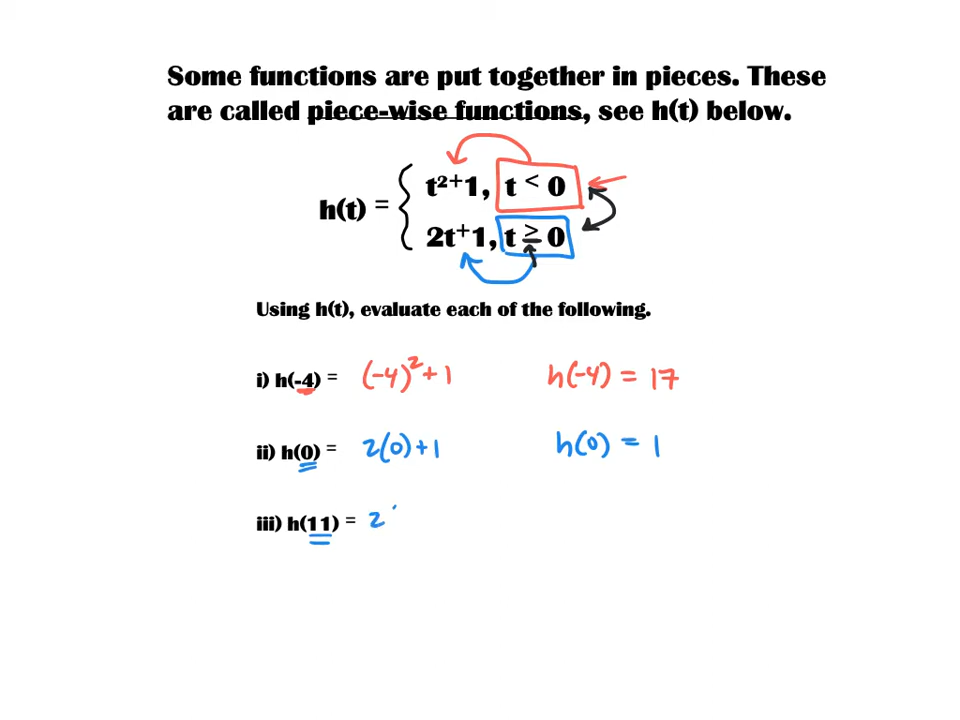 Some functions are put together in pieces. These
are called piece-wise functions, see h(t) below.
h(t) = { t²+1, t < 0
2t+1, t ≥ 0
Using h(t), evaluate each of the following.
i) h(-4) = (-4)²+1 h(-4) = 17
ii) h(0) = 2(0)+1 h(0) = 1
iii) h(11) = 2